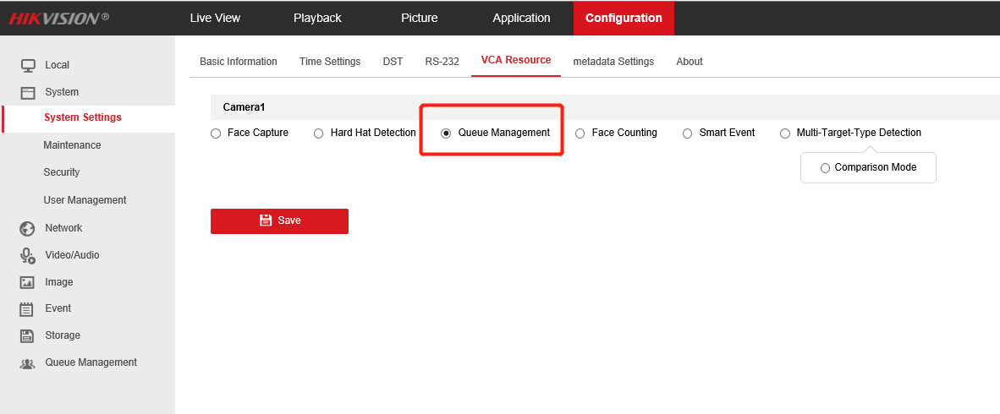 HIKVISION® Live View Playback Picture Application Configuration
Local
System
System Settings
Maintenance
Security
User Management
Network
Video/Audio
Image
Event
Storage
Queue Management
Basic Information Time Settings DST RS-232 VCA Resource metadata Settings About
Camera1
Face Capture Hard Hat Detection Queue Management Face Counting Smart Event Multi-Target-Type Detection
Comparison Mode
Save